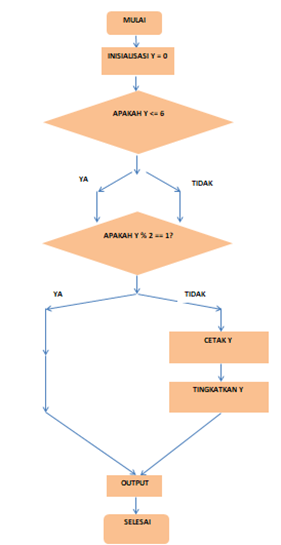 MULAI
INISIALISASI Y = 0
APAKAH Y <= 6
YA
TIDAK
APAKAH Y % 2 == 1?
YA
TIDAK
CETAK Y
TINGKATKAN Y
OUTPUT
SELESAI